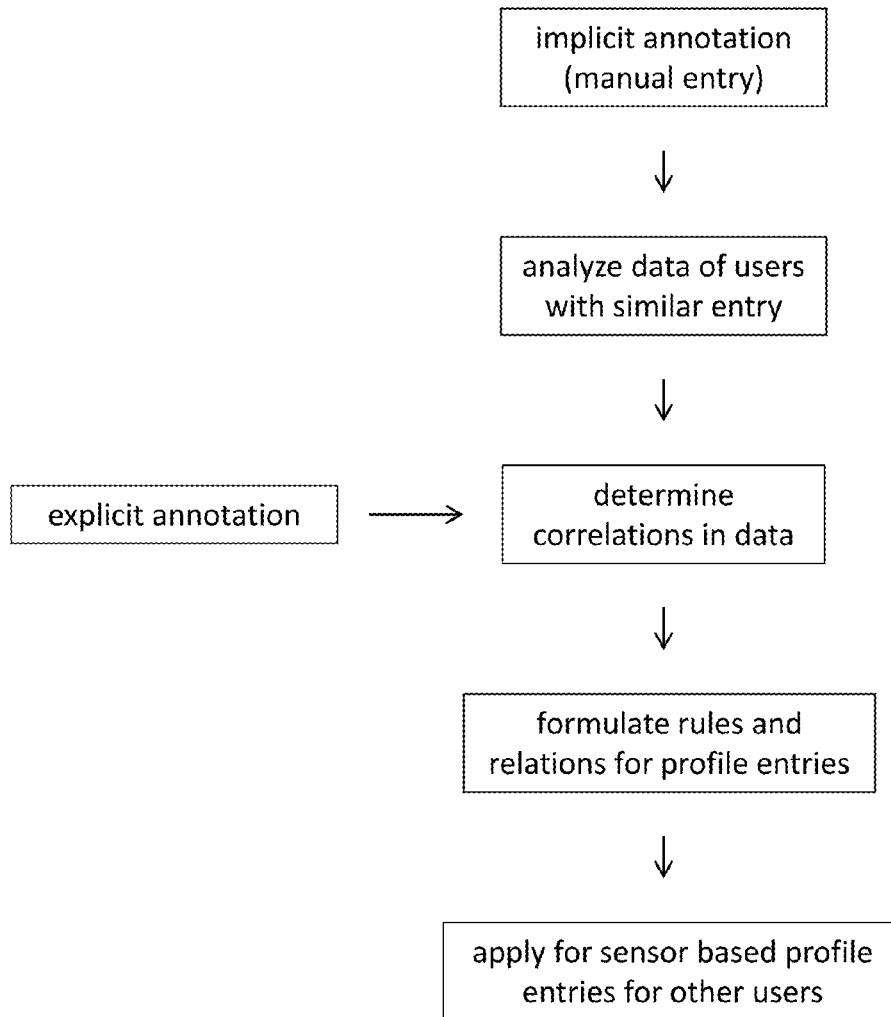 implicit annotation
(manual entry)
analyze data of users
with similar entry
explicit annotation
determine
correlations in data
formulate rules and
relations for profile entries
apply for sensor based profile
entries for other users